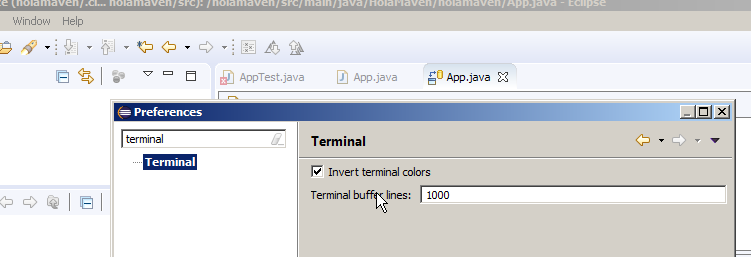 (holamaven/.ci... holamaven/src): /holamaven/src/main/java/HolaMaven/holamaven/App.java - Eclipse
Window Help
AppTest.java App.java App.java
Preferences
terminal
Terminal
Terminal
Invert terminal colors
Terminal buffer lines: 1000